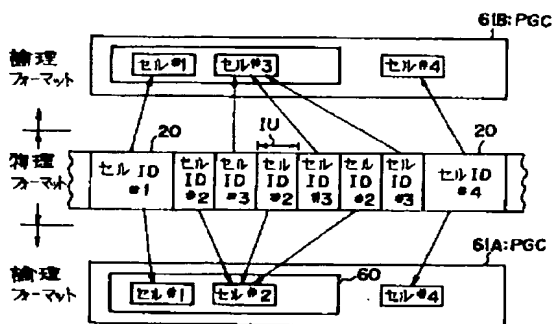 61B:PGC
論理
フォーマット
セル#1
セル#3
セル#4
IU
20
20
物理
フォーマット
セル ID
#1
セル
ID
#2
セル
ID
#3
セル
ID
#2
セル
ID
#3
セル
ID
#2
セル
ID
#3
セル ID
#4
61A:PGC
論理
フォーマット
60
セル#1
セル#2
セル#4